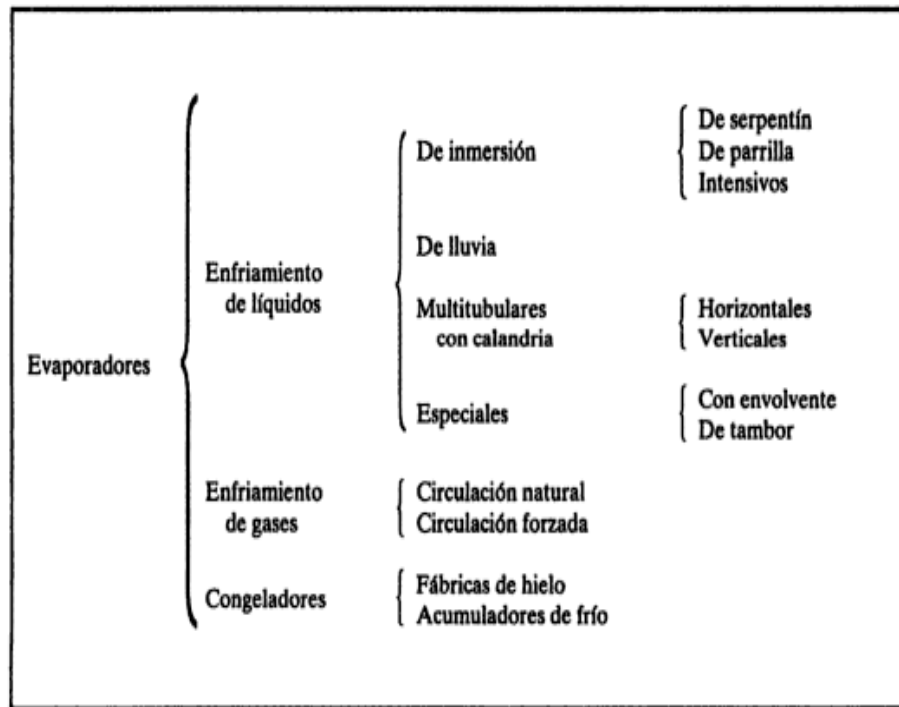 Evaporadores
Enfriamiento
de líquidos
De inmersión
De serpentín
De parrilla
Intensivos
De lluvia
Multitubulares
con calandria
Horizontales
Verticales
Especiales
Con envolvente
De tambor
Enfriamiento
de gases
Circulación natural
Circulación forzada
Congeladores
Fábricas de hielo
Acumuladores de frío